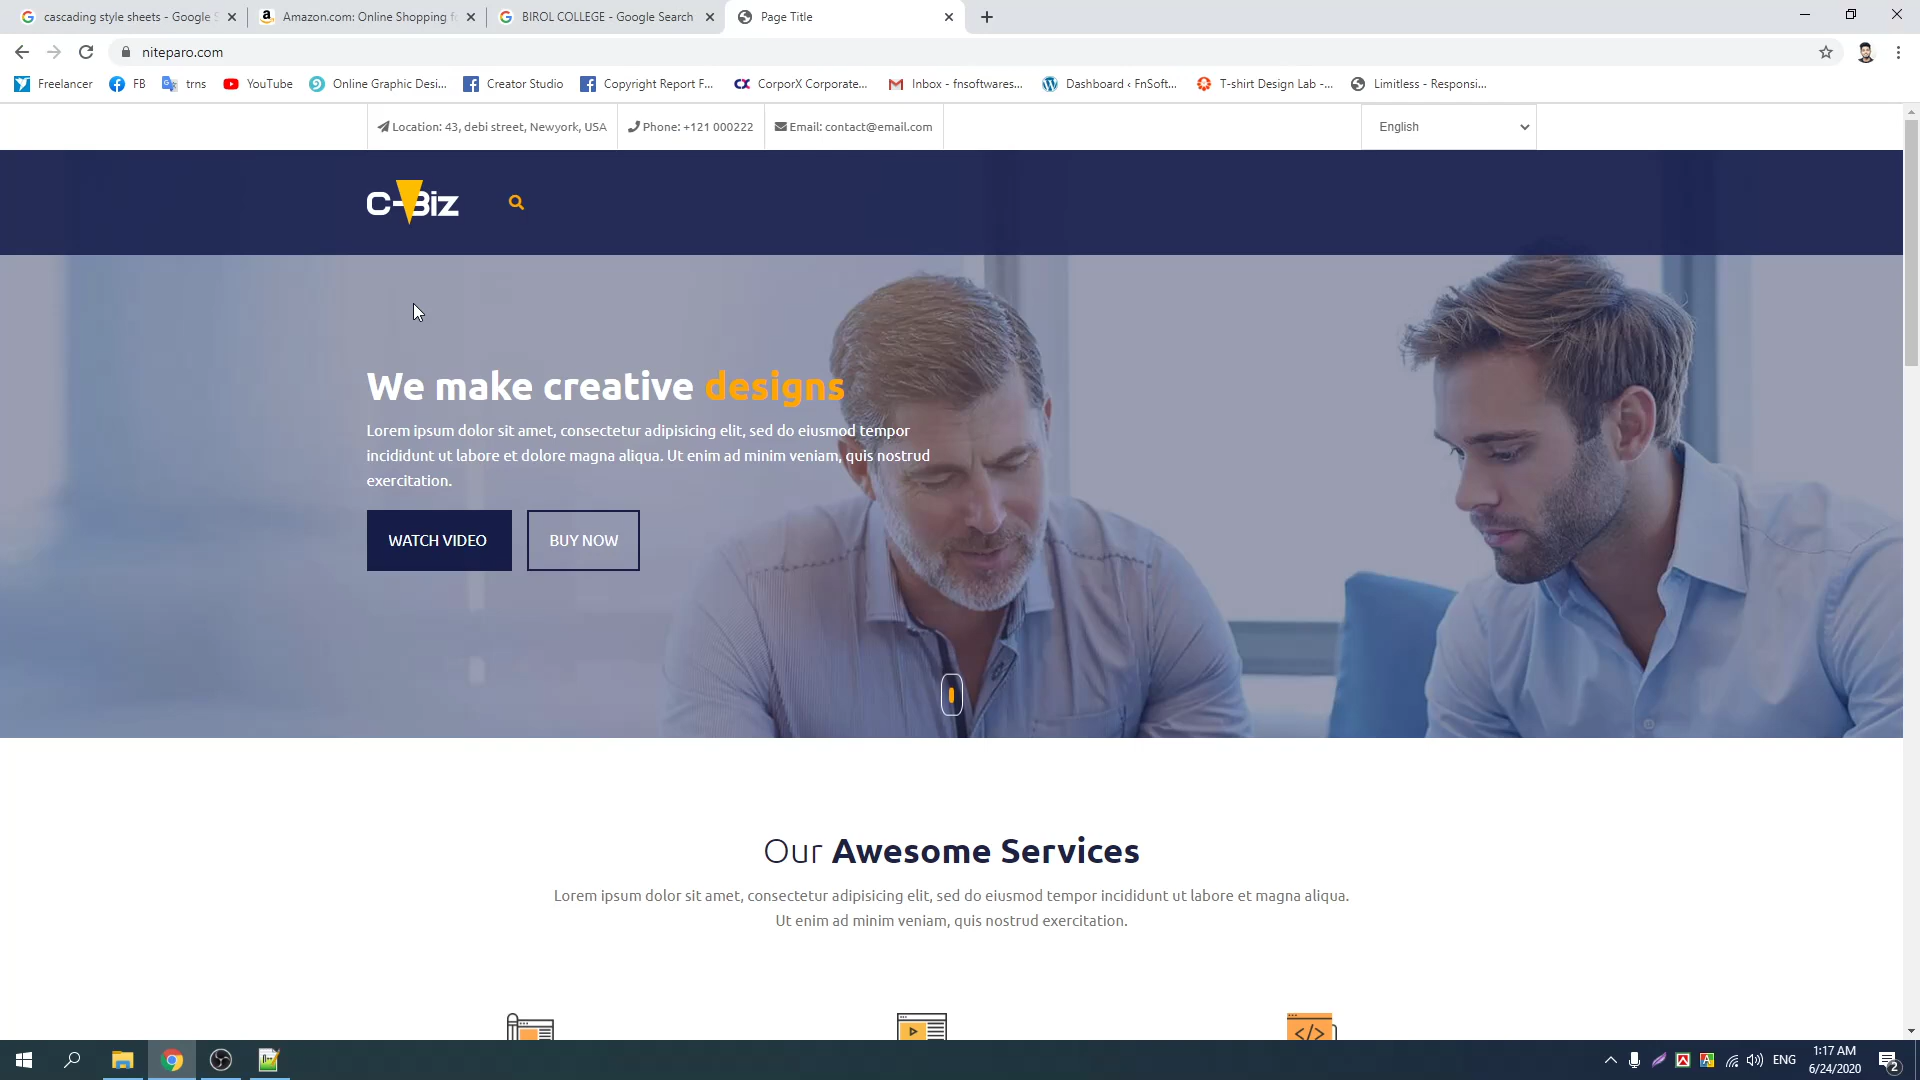 cascading style sheets - Google S
Amazon.com: Online Shopping f
BIROL COLLEGE - Google Search
Page Title
niteparo.com
Freelancer
FB
trns
YouTube
Online Graphic Desi...
Creator Studio
Copyright Report F...
CorporX Corporate...
Inbox - fnsoftwares...
Dashboard ‹ FnSoft...
T-shirt Design Lab -...
Limitless - Responsi...
Location: 43, debi street, Newyork, USA
Phone: +121 000222
Email: contact@email.com
English
C-Biz
We make creative designs
Lorem ipsum dolor sit amet, consectetur adipisicing elit, sed do eiusmod tempor
incididunt ut labore et dolore magna aliqua. Ut enim ad minim veniam, quis nostrud
exercitation.
WATCH VIDEO
BUY NOW
Our Awesome Services
Lorem ipsum dolor sit amet, consectetur adipisicing elit, sed do eiusmod tempor incididunt ut labore et magna aliqua.
Ut enim ad minim veniam, quis nostrud exercitation.
ENG
1:17 AM
6/24/2020
2